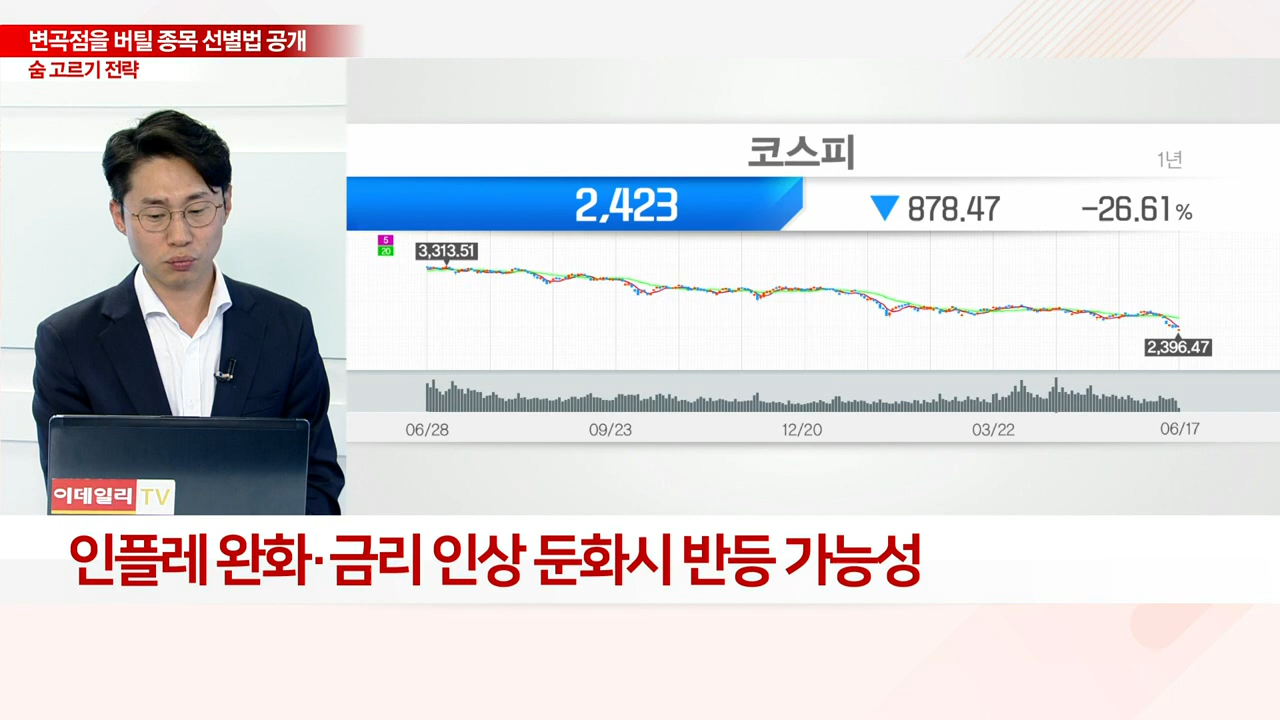 변곡점을 버틸 종목 선별법 공개
숨 고르기 전략
코스피
1년
2,423
▼ 878.47
-26.61%
5
20
3,313.51
2,396.47
06/28
09/23
12/20
03/22
06/17
이데일리TV
인플레 완화·금리 인상 둔화시 반등 가능성